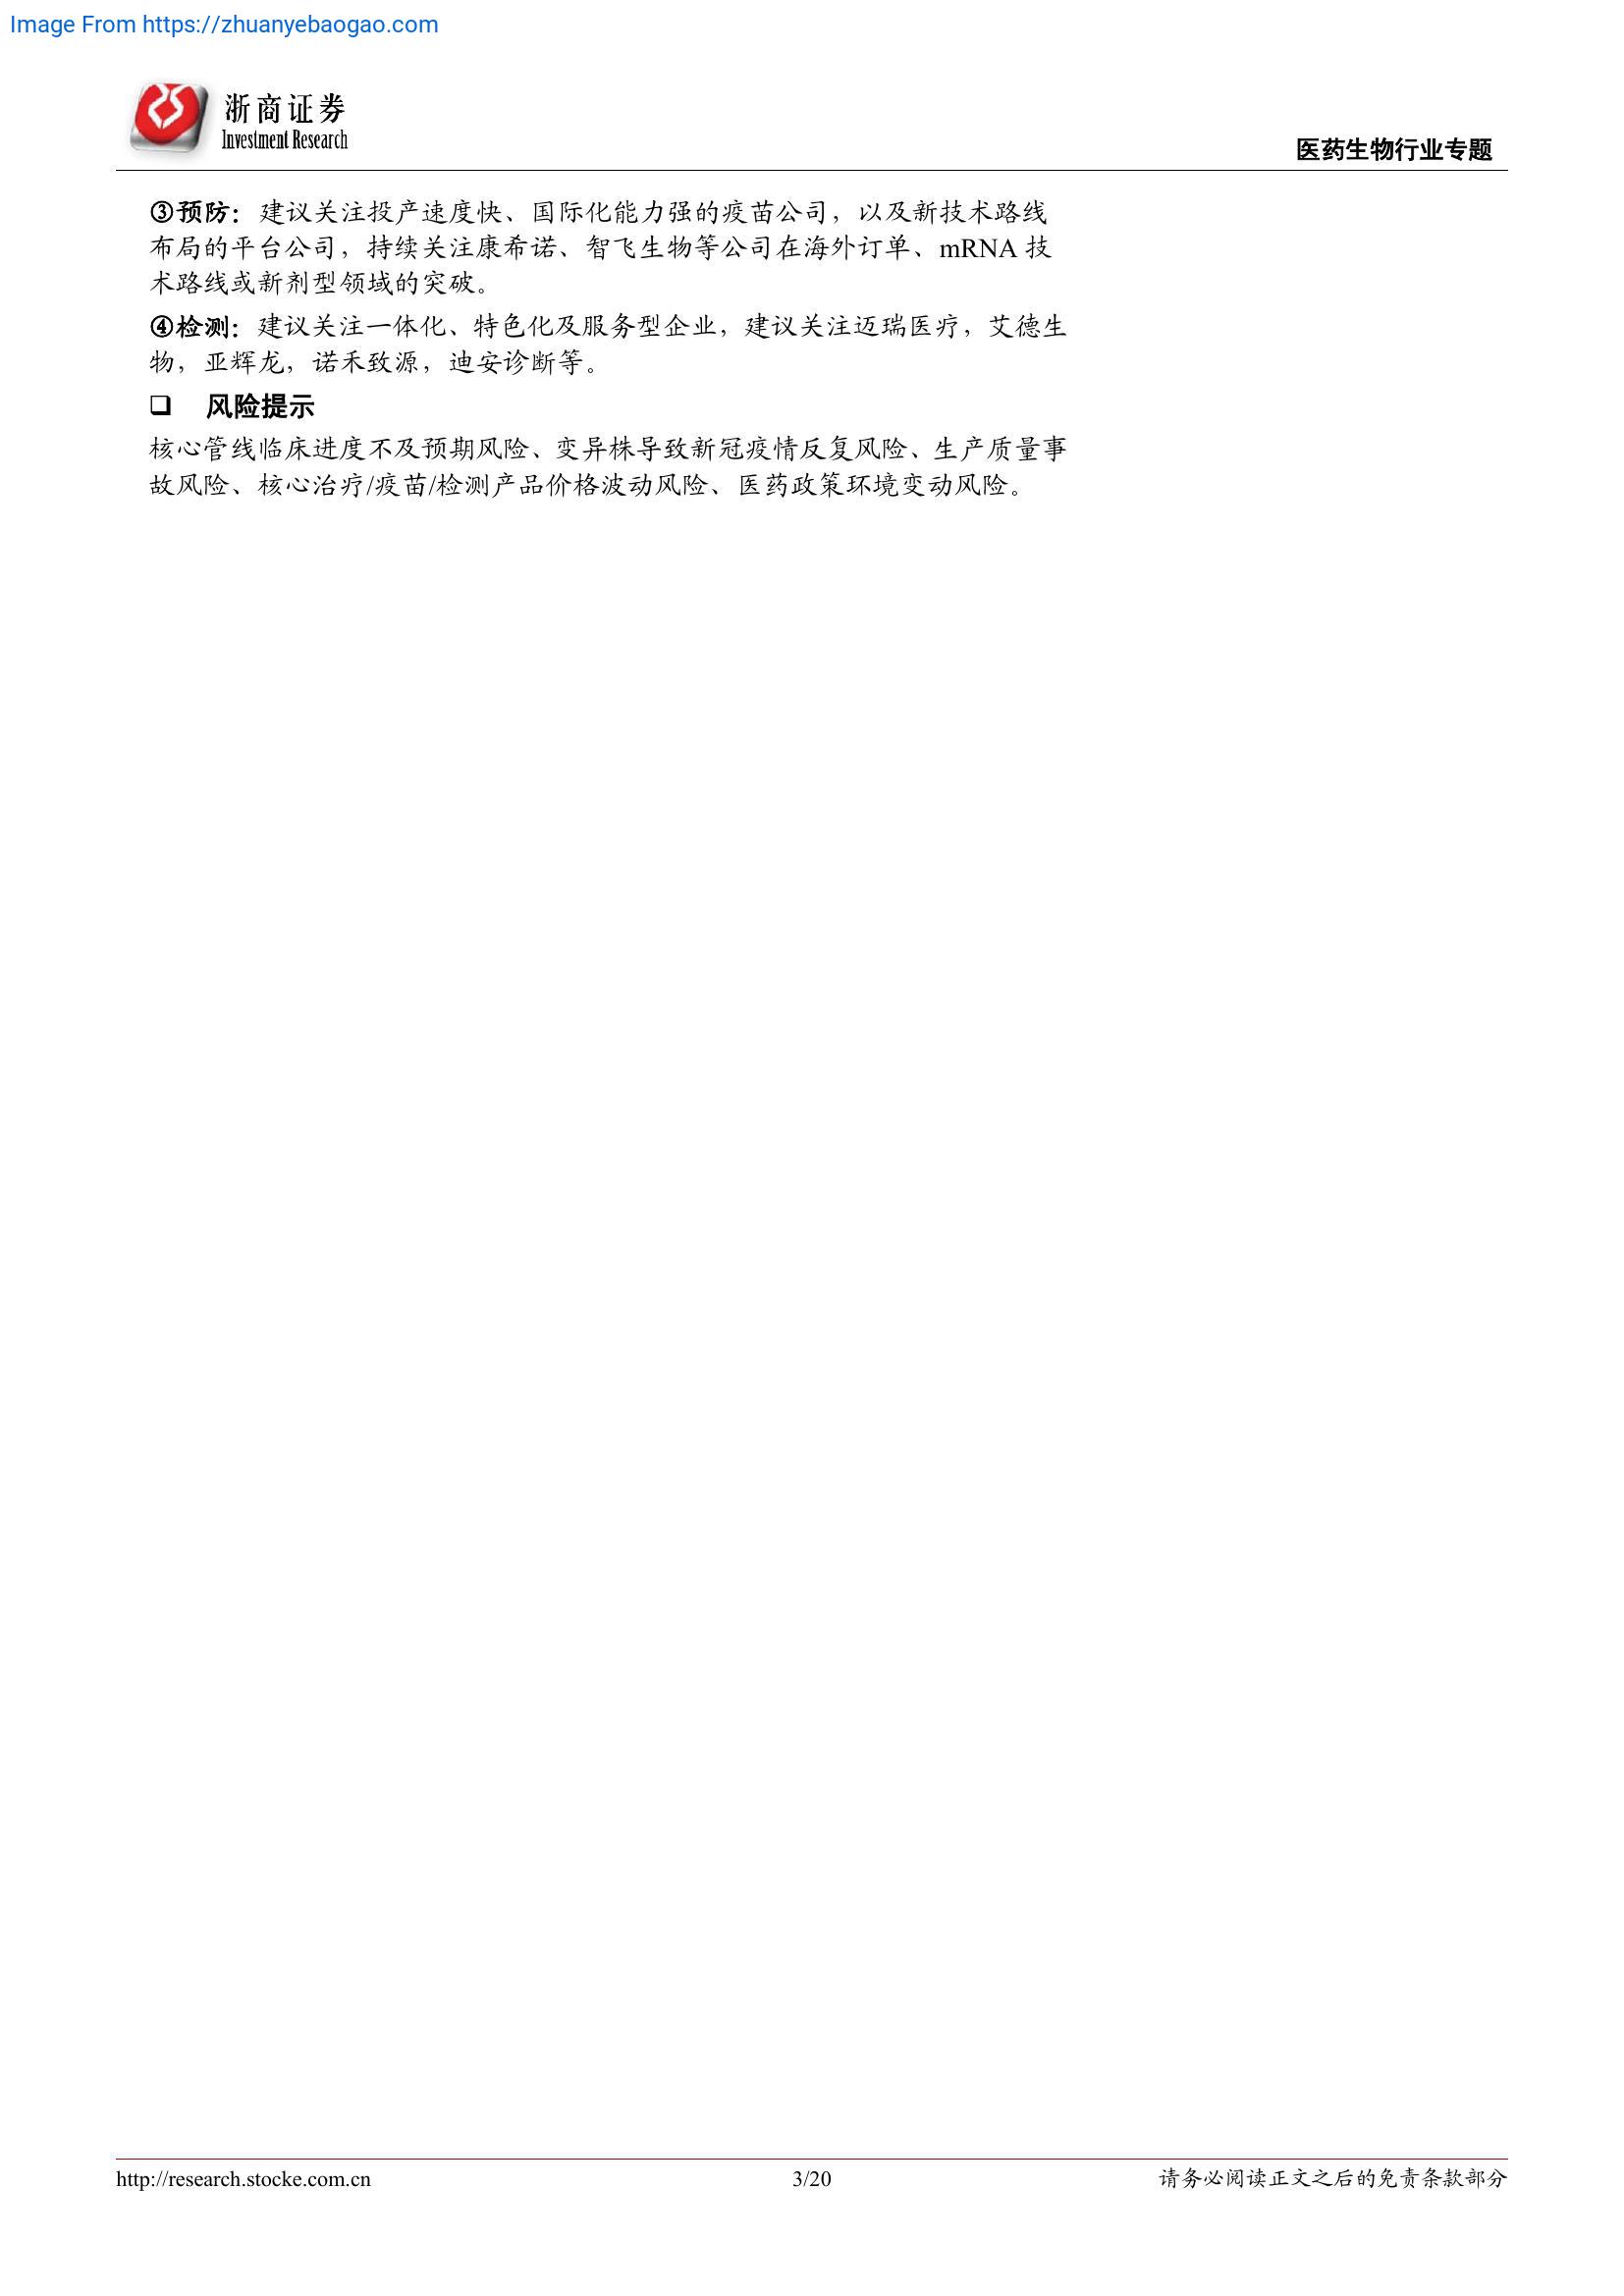 Image From https://zhuanyebaogao.com
浙商证券
Investment Research
医药生物行业专题
③预防：建议关注投产速度快、国际化能力强的疫苗公司，以及新技术路线
布局的平台公司，持续关注康希诺、智飞生物等公司在海外订单、mRNA 技
术路线或新剂型领域的突破。
④检测：建议关注一体化、特色化及服务型企业，建议关注迈瑞医疗，艾德生
物，亚辉龙，诺禾致源，迪安诊断等。
❑ 风险提示
核心管线临床进度不及预期风险、变异株导致新冠疫情反复风险、生产质量事
故风险、核心治疗/疫苗/检测产品价格波动风险、医药政策环境变动风险。
http://research.stocke.com.cn
3/20
请务必阅读正文之后的免责条款部分